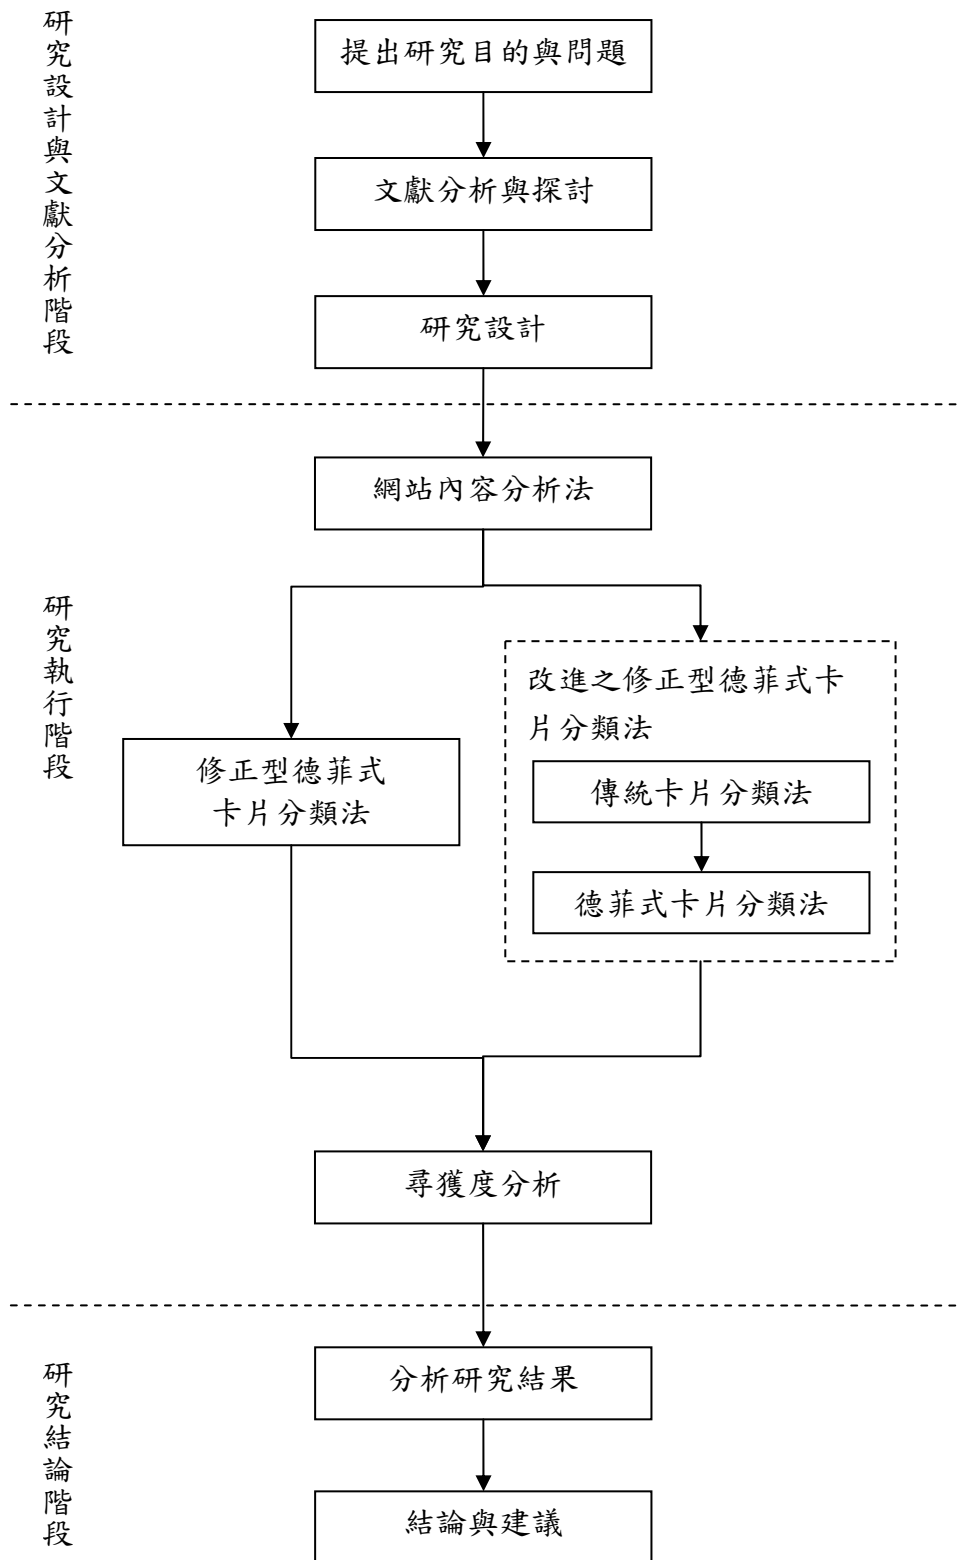 研究設計與文獻分析階段
提出研究目的與問題
文獻分析與探討
研究設計
研究執行階段
網站內容分析法
修正型德菲式
卡片分類法
改進之修正型德菲式卡
片分類法
傳統卡片分類法
德菲式卡片分類法
尋獲度分析
研究結論階段
分析研究結果
結論與建議